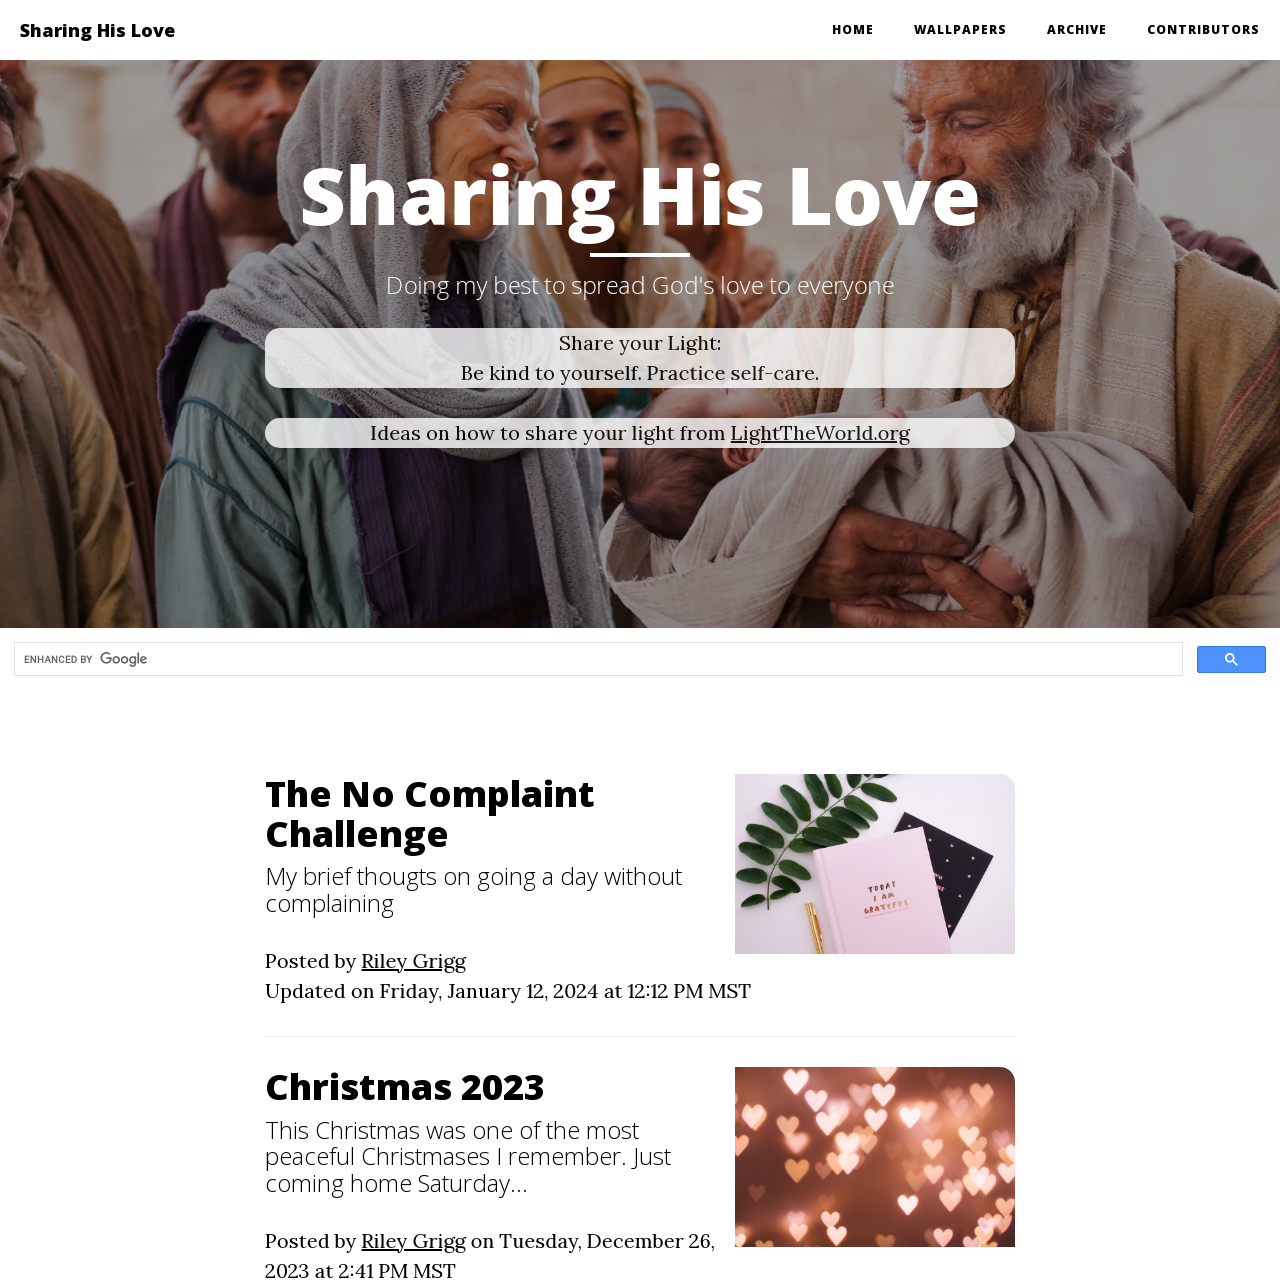 Sharing His Love
HOME
WALLPAPERS
ARCHIVE
CONTRIBUTORS
Sharing His Love
Doing my best to spread God's love to everyone
Share your Light:
Be kind to yourself. Practice self-care.
Ideas on how to share your light from LightTheWorld.org
ENHANCED BY Google
The No Complaint
Challenge
My brief thougts on going a day without
complaining
TODAY
I AM
GRATEFUL
Posted by Riley Grigg
Updated on Friday, January 12, 2024 at 12:12 PM MST
Christmas 2023
This Christmas was one of the most
peaceful Christmases I remember. Just
coming home Saturday...
Posted by Riley Grigg on Tuesday, December 26,
2023 at 2:41 PM MST